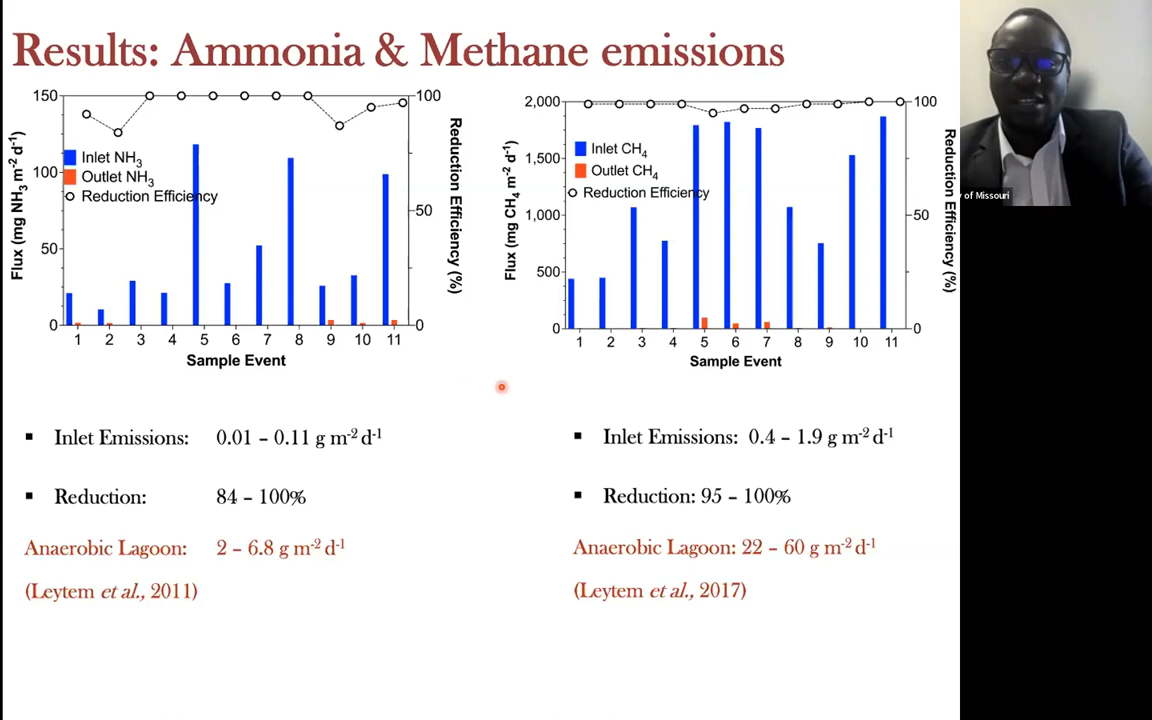 Results: Ammonia & Methane emissions
150
100
50
0
Flux (mg NH3 m-2 d-1)
Inlet NH3
Outlet NH3
Reduction Efficiency
100
50
0
Reduction Efficiency (%)
1 2 3 4 5 6 7 8 9 10 11
Sample Event
2,000
1,500
1,000
500
0
Flux (mg CH4 m-2 d-1)
Inlet CH4
Outlet CH4
Reduction Efficiency
100
50
0
Reduction Efficiency (%)
1 2 3 4 5 6 7 8 9 10 11
Sample Event
y of Missouri
▪ Inlet Emissions: 0.01 – 0.11 g m-2 d-1
▪ Reduction: 84 – 100%
Anaerobic Lagoon: 2 – 6.8 g m-2 d-1
(Leytem et al., 2011)
▪ Inlet Emissions: 0.4 – 1.9 g m-2 d-1
▪ Reduction: 95 – 100%
Anaerobic Lagoon: 22 – 60 g m-2 d-1
(Leytem et al., 2017)